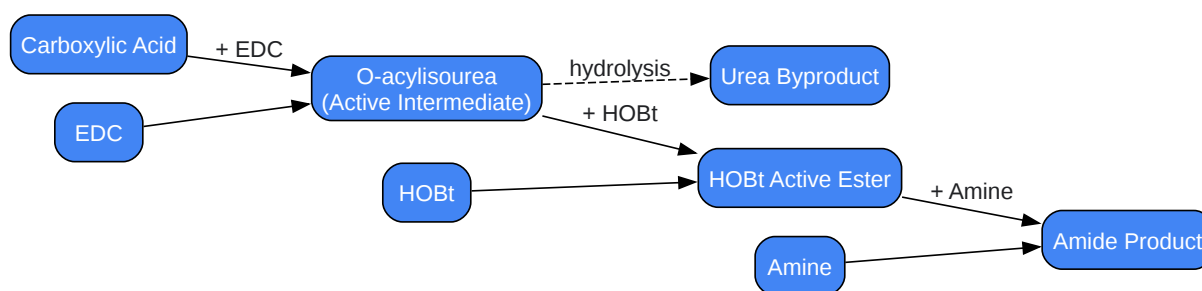 Carboxylic Acid
+ EDC
EDC
O-acylisourea
(Active Intermediate)
hydrolysis
Urea Byproduct
+ HOBt
HOBt
HOBt Active Ester
+ Amine
Amine
Amide Product